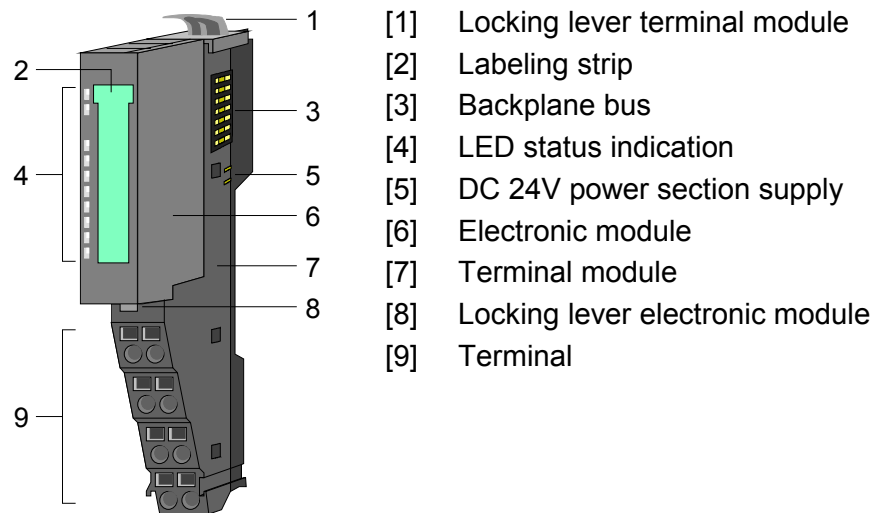 1
2
3
4
5
6
7
8
9
[1] Locking lever terminal module
[2] Labeling strip
[3] Backplane bus
[4] LED status indication
[5] DC 24V power section supply
[6] Electronic module
[7] Terminal module
[8] Locking lever electronic module
[9] Terminal